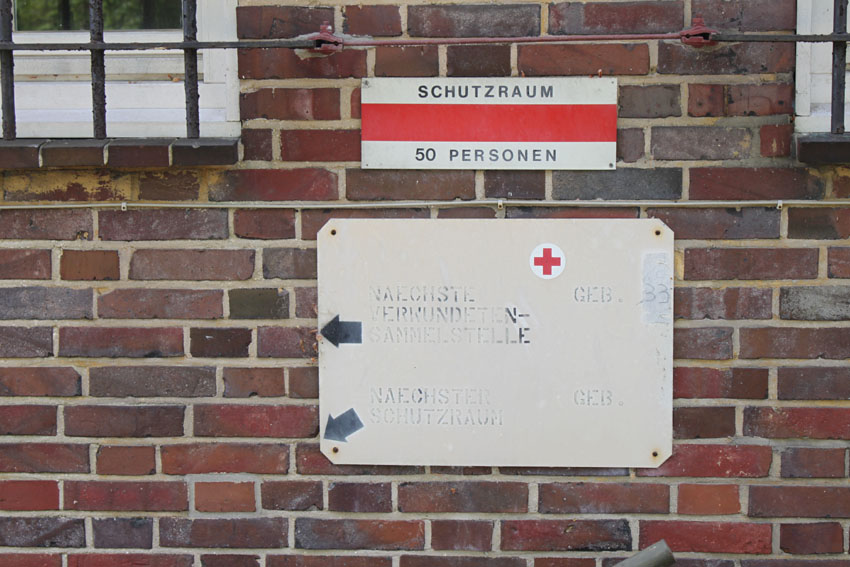 SCHUTZRAUM
50 PERSONEN
NAECHSTE GEB. 33
VERWUNDETEN-
SAMMELSTELLE
NAECHSTER GEB.
SCHUTZRAUM